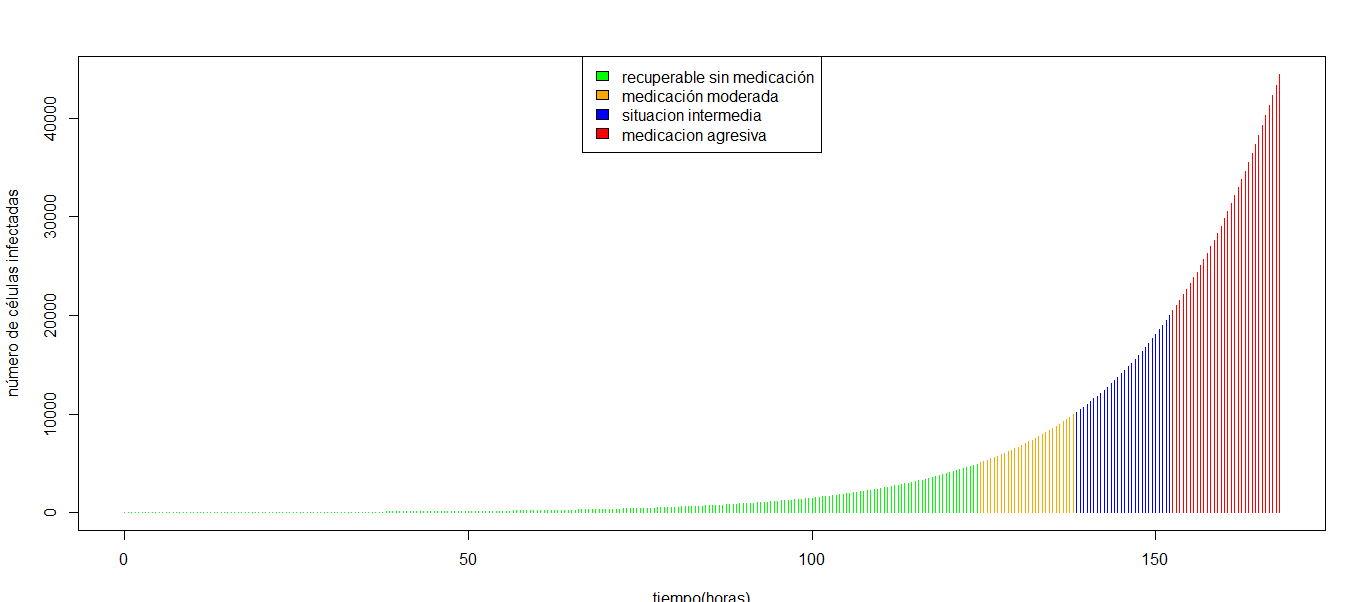 recuperable sin medicación
medicación moderada
situacion intermedia
medicacion agresiva
número de células infectadas
40000
30000
20000
10000
0
0
50
100
150
tiempo(horas)